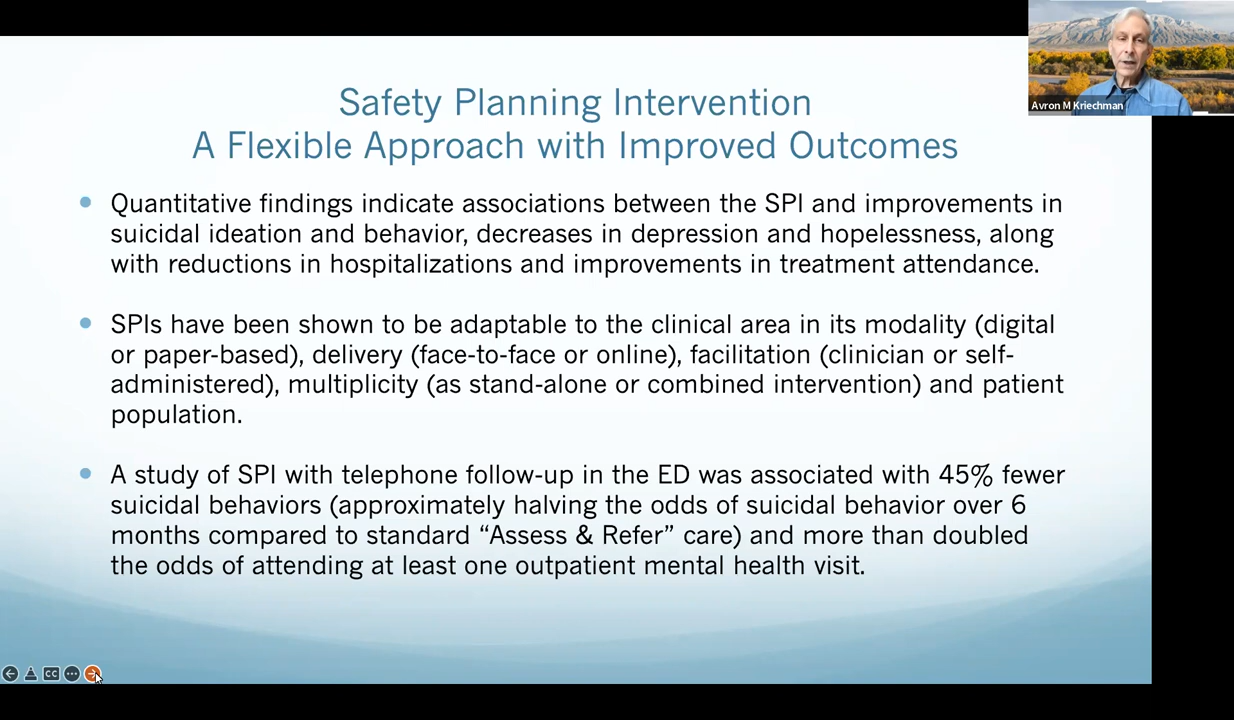 Safety Planning Intervention
A Flexible Approach with Improved Outcomes
Avron M Kriechman
Quantitative findings indicate associations between the SPI and improvements in
suicidal ideation and behavior, decreases in depression and hopelessness, along
with reductions in hospitalizations and improvements in treatment attendance.
SPIs have been shown to be adaptable to the clinical area in its modality (digital
or paper-based), delivery (face-to-face or online), facilitation (clinician or self-
administered), multiplicity (as stand-alone or combined intervention) and patient
population.
A study of SPI with telephone follow-up in the ED was associated with 45% fewer
suicidal behaviors (approximately halving the odds of suicidal behavior over 6
months compared to standard “Assess & Refer” care) and more than doubled
the odds of attending at least one outpatient mental health visit.
CC